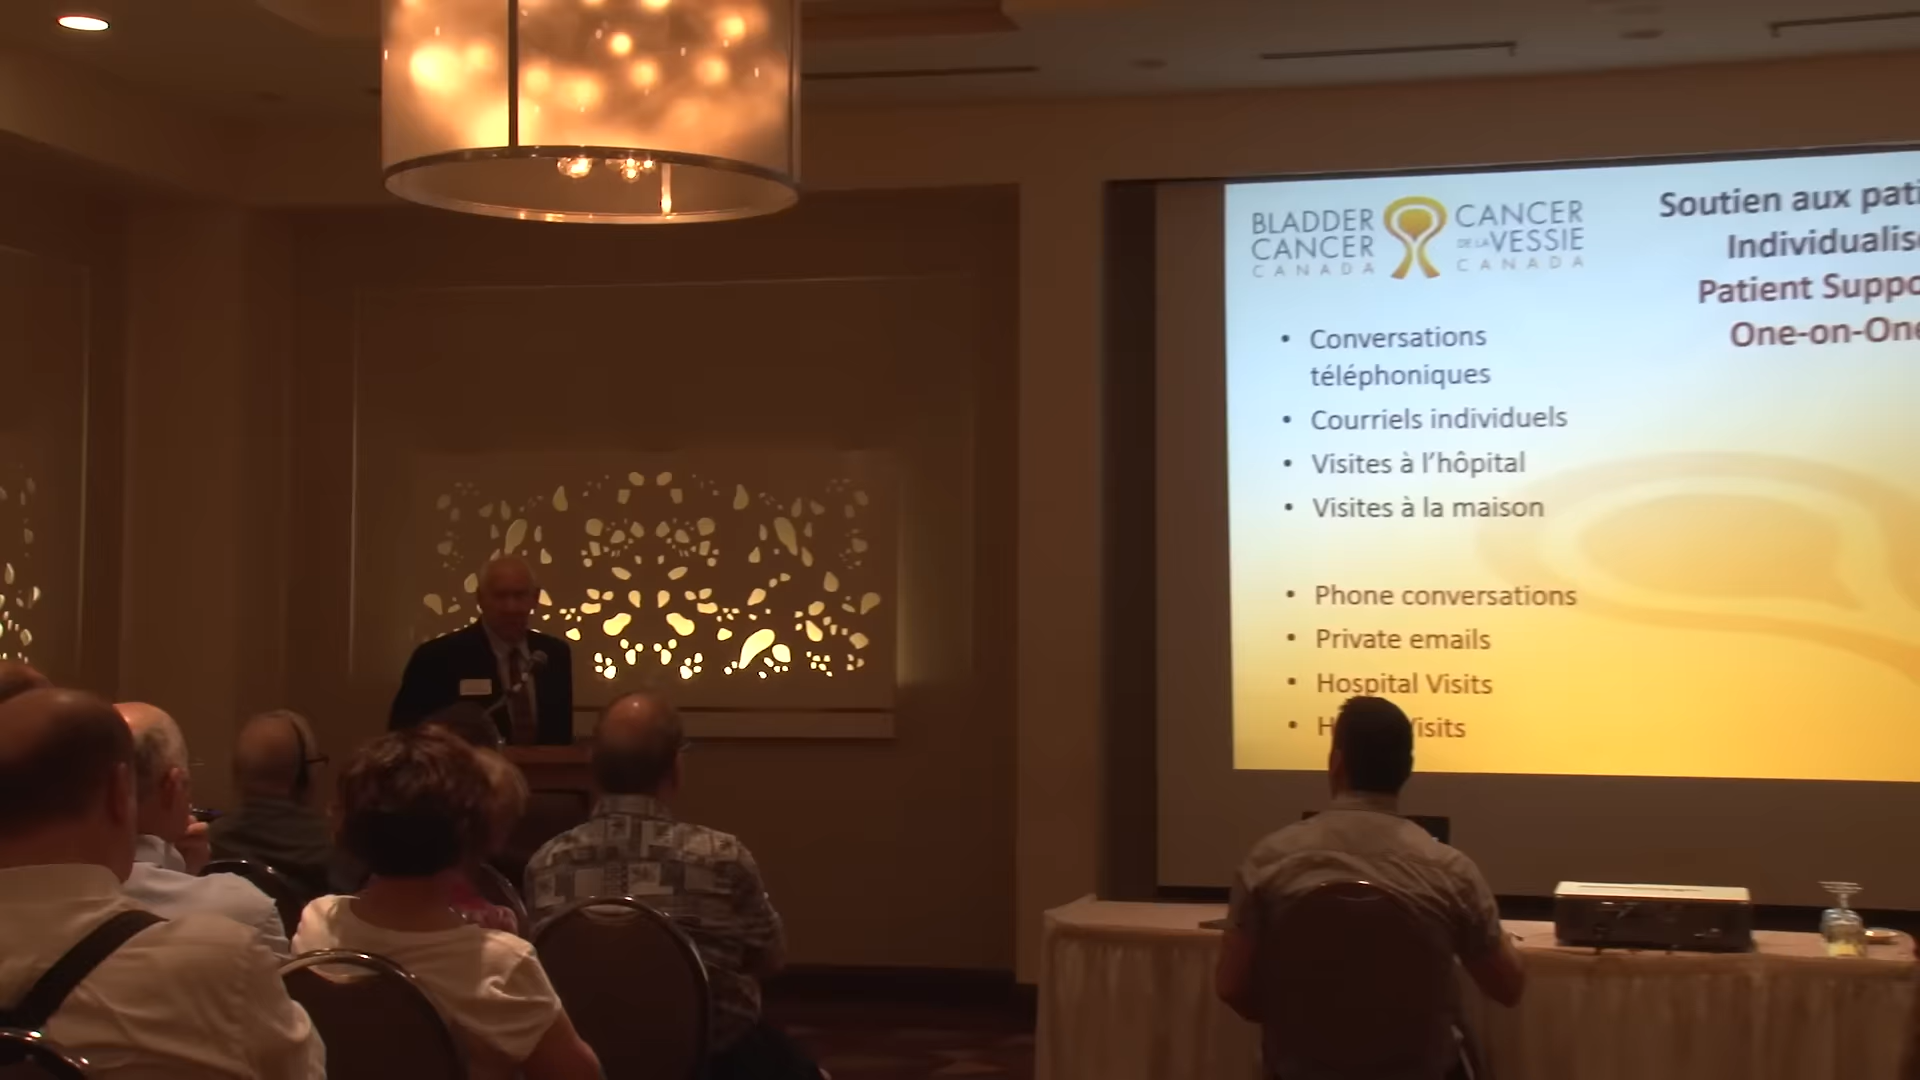 BLADDER
CANCER
CANADA
CANCER
DE LA VESSIE
CANADA
Soutien aux pati
Individualis
Patient Suppo
One-on-One
• Conversations
téléphoniques
• Courriels individuels
• Visites à l'hôpital
• Visites à la maison
• Phone conversations
• Private emails
• Hospital Visits
• H Visits